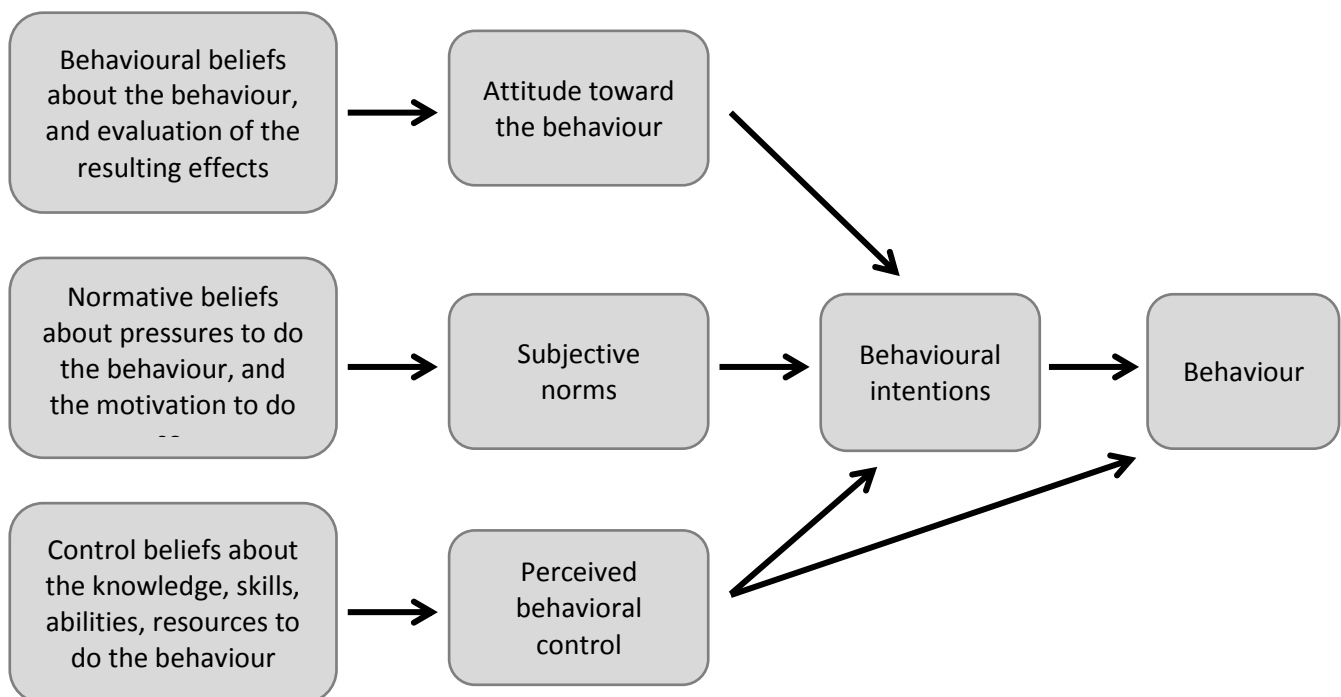 Behavioural beliefs
about the behaviour,
and evaluation of the
resulting effects
Attitude toward
the behaviour
Normative beliefs
about pressures to do
the behaviour, and
the motivation to do
Subjective
norms
Behavioural
intentions
Behaviour
Control beliefs about
the knowledge, skills,
abilities, resources to
do the behaviour
Perceived
behavioral
control